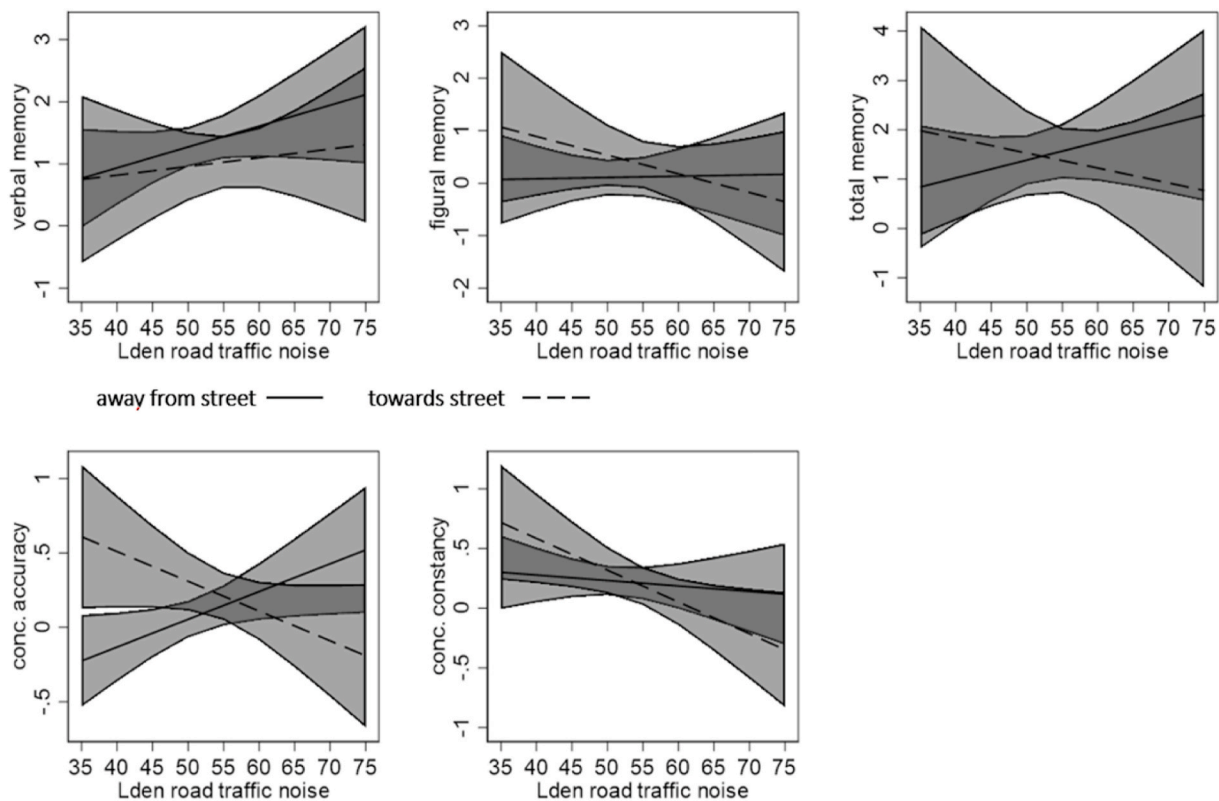 3
2
1
0
-1
verbal memory
35 40 45 50 55 60 65 70 75
Lden road traffic noise
3
2
1
0
-1
-2
figural memory
35 40 45 50 55 60 65 70 75
Lden road traffic noise
4
3
2
1
0
-1
total memory
35 40 45 50 55 60 65 70 75
Lden road traffic noise
away from street
towards street
1
.5
0
-.5
conc. accuracy
35 40 45 50 55 60 65 70 75
Lden road traffic noise
1
.5
0
-.5
-1
conc. constancy
35 40 45 50 55 60 65 70 75
Lden road traffic noise